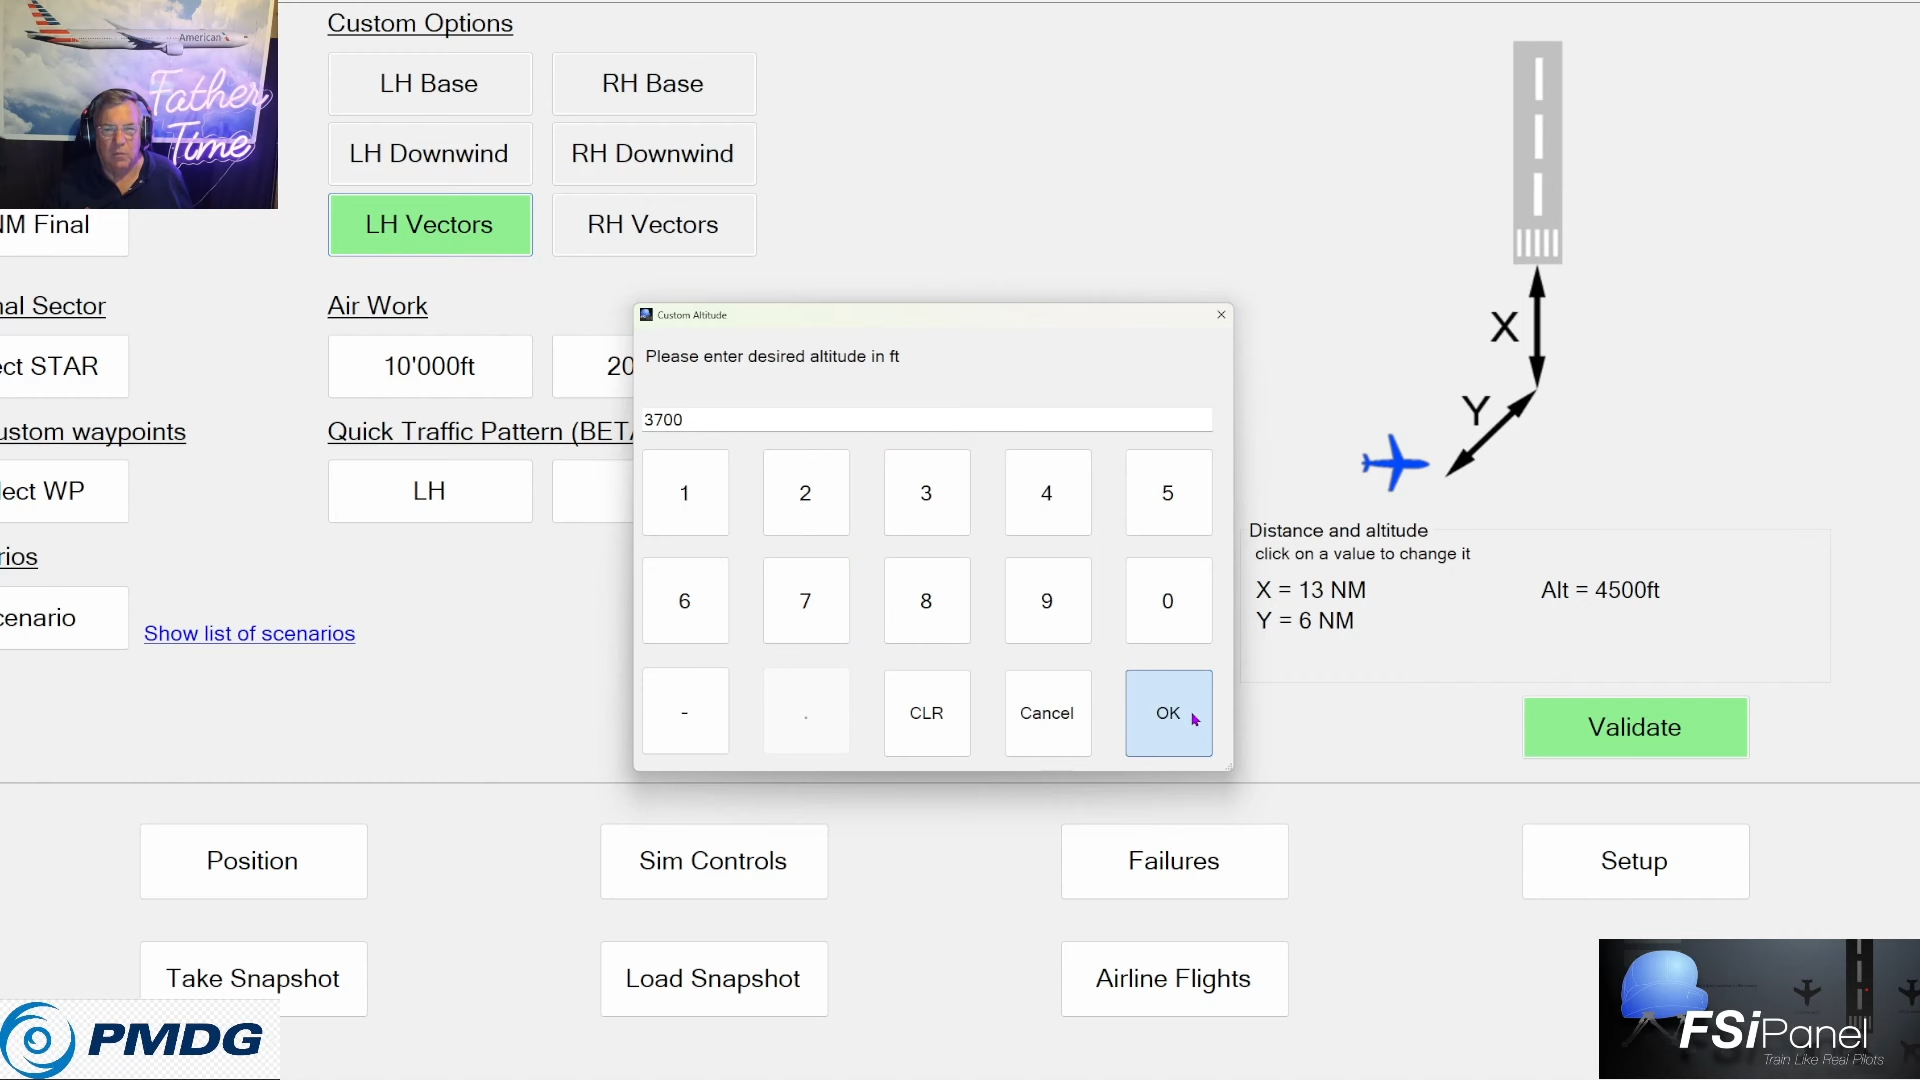 American
Father
Time
Custom Options
LH Base
RH Base
LH Downwind
RH Downwind
NM Final
LH Vectors
RH Vectors
nal Sector
Air Work
ect STAR
10'000ft
20
ustom waypoints
Quick Traffic Pattern (BETA
lect WP
LH
rios
cenario
Show list of scenarios
Custom Altitude
Please enter desired altitude in ft
3700
1 2 3 4 5
6 7 8 9 0
- . CLR Cancel OK
X
Y
Distance and altitude
click on a value to change it
X = 13 NM
Alt = 4500ft
Y = 6 NM
Validate
Position
Sim Controls
Failures
Setup
Take Snapshot
Load Snapshot
Airline Flights
PMDG
FSiPanel
Train Like Real Pilots